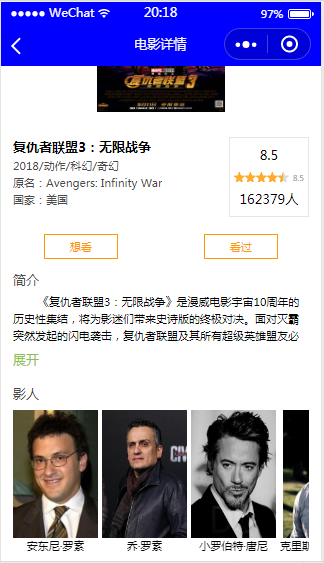 WeChat
20:18
97%
电影详情
复仇者联盟3
复仇者联盟3：无限战争
2018/动作/科幻/奇幻
原名：Avengers: Infinity War
国家：美国
8.5
8.5
162379人
想看
看过
简介
《复仇者联盟3：无限战争》是漫威电影宇宙10周年的
历史性集结，将为影迷们带来史诗版的终极对决。面对灭霸
突然发起的闪电袭击，复仇者联盟及其所有超级英雄盟友必
展开
影人
CIV
安东尼·罗素
乔·罗素
小罗伯特·唐尼
克里斯